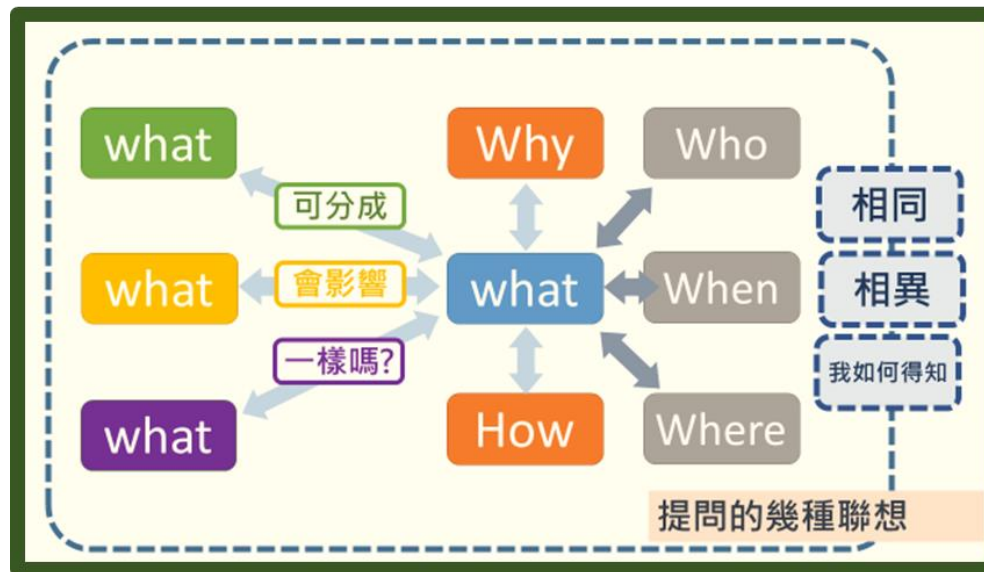 what
Why
Who
可分成
相同
what
會影響
what
When
相異
一樣嗎?
我如何得知
what
How
Where
提問的幾種聯想